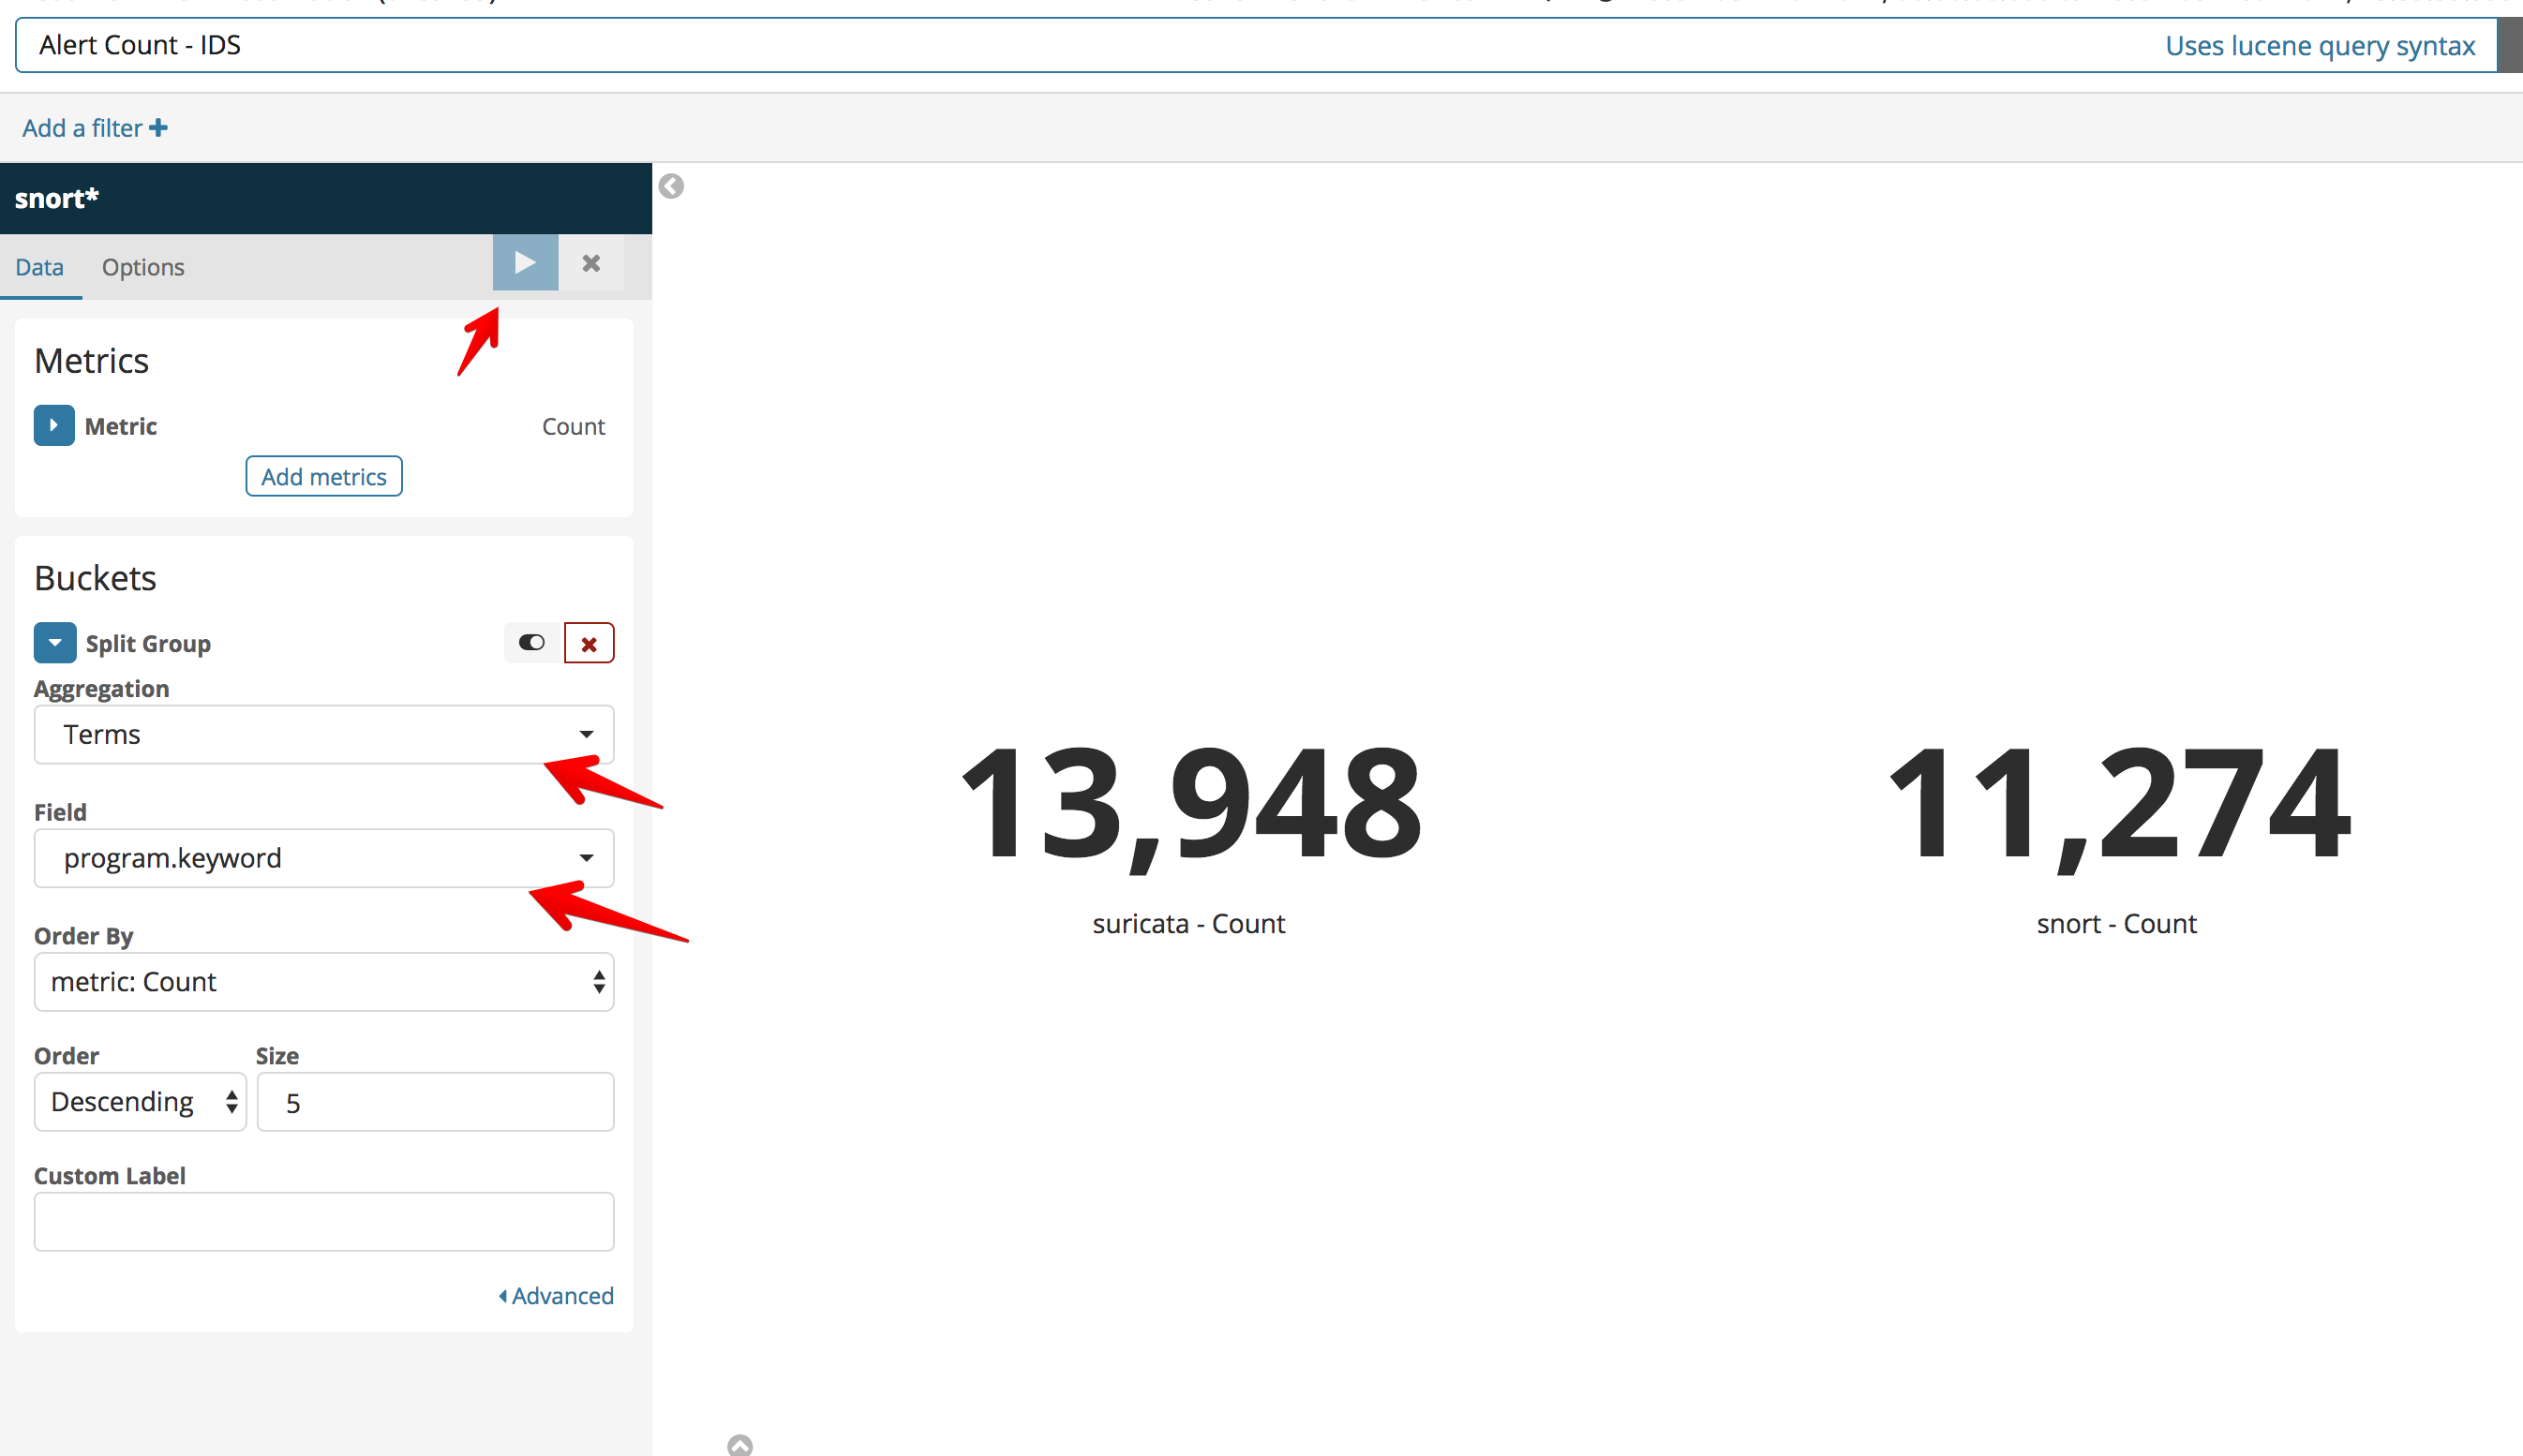 Alert Count - IDS
Uses lucene query syntax
Add a filter
snort*
Data
Options
Metrics
Metric
Count
Add metrics
Buckets
Split Group
Aggregation
Terms
Field
program.keyword
Order By
metric: Count
Order
Size
Descending
5
Custom Label
Advanced
13,948
suricata - Count
11,274
snort - Count